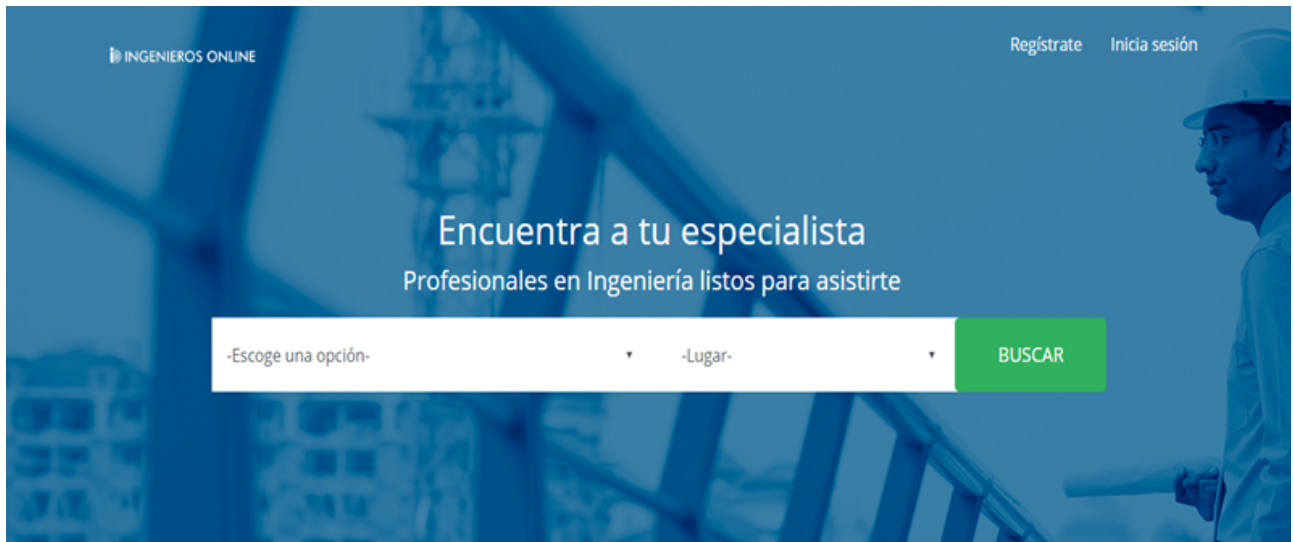 INGENIEROS ONLINE
Regístrate
Inicia sesión
Encuentra a tu especialista
Profesionales en Ingeniería listos para asistirte
-Escoge una opción-
-Lugar-
BUSCAR